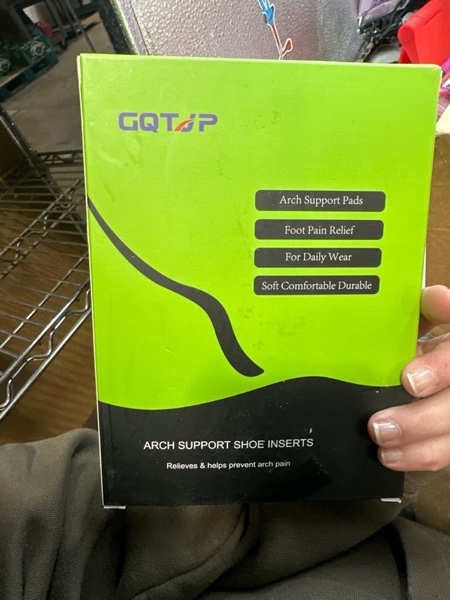 GQTJP
Arch Support Pads
Foot Pain Relief
For Daily Wear
Soft Comfortable Durable
ARCH SUPPORT SHOE INSERTS
Relieves & helps prevent arch pain